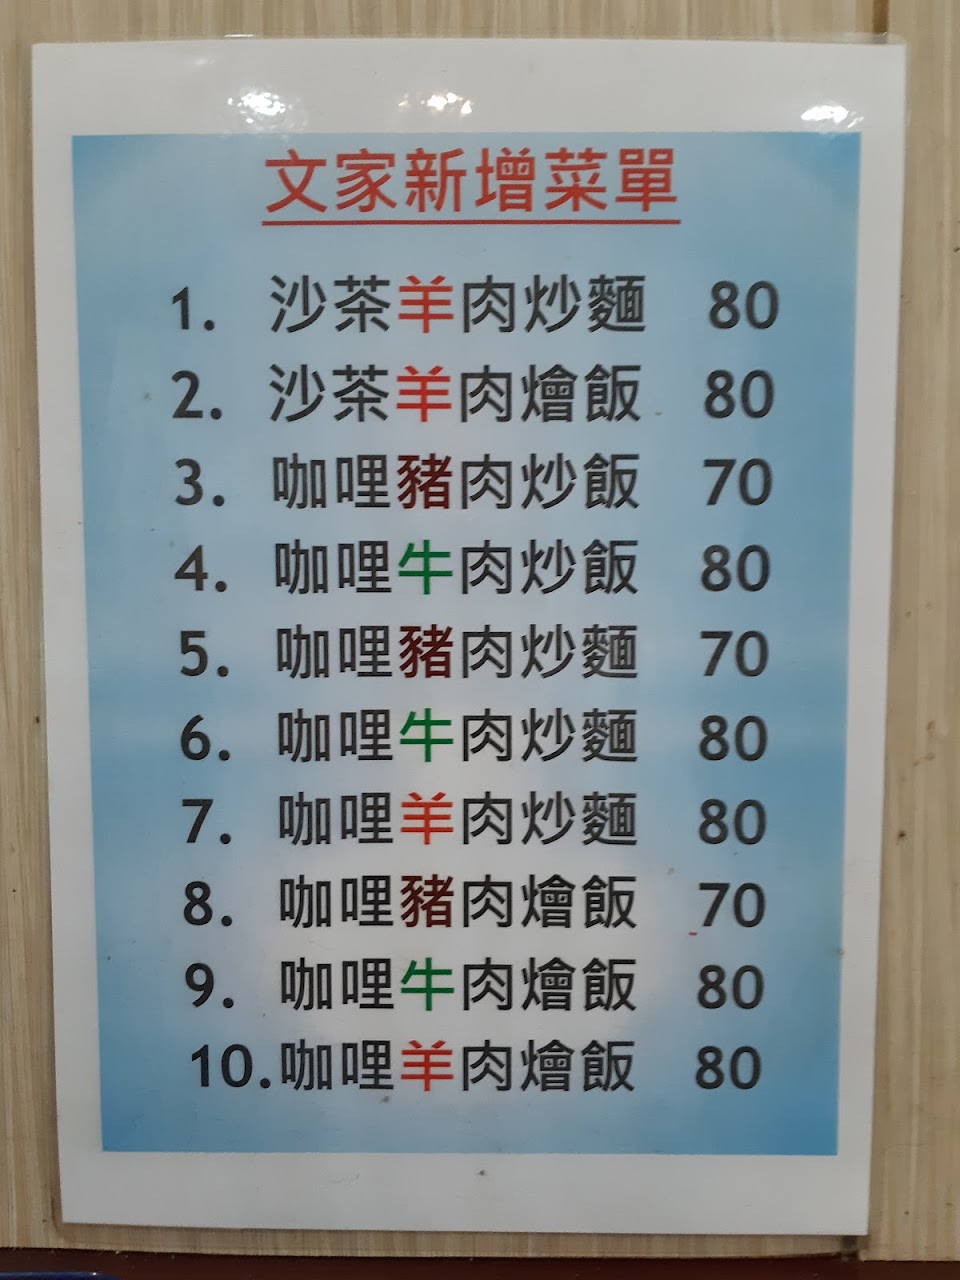 文家新增菜單
1. 沙茶羊肉炒麵 80
2. 沙茶羊肉燴飯 80
3. 咖哩豬肉炒飯 70
4. 咖哩牛肉炒飯 80
5. 咖哩豬肉炒麵 70
6. 咖哩牛肉炒麵 80
7. 咖哩羊肉炒麵 80
8. 咖哩豬肉燴飯 70
9. 咖哩牛肉燴飯 80
10.咖哩羊肉燴飯 80